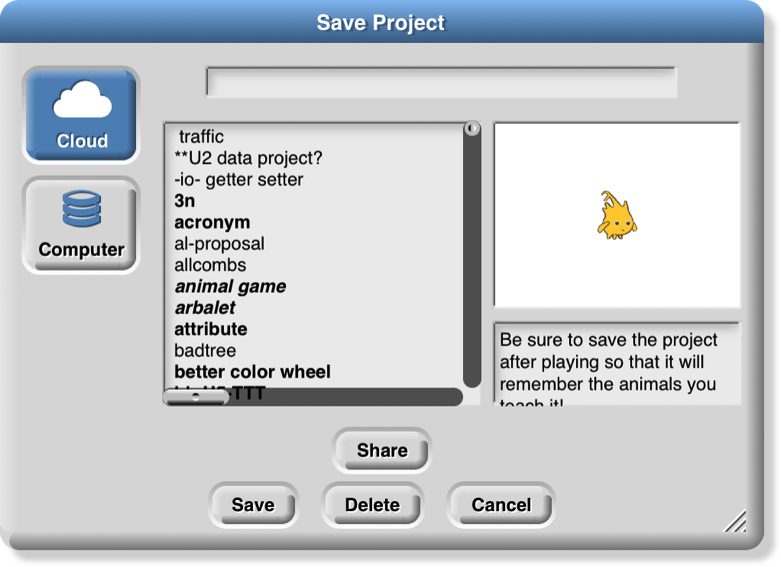 Save Project
Cloud
Computer
traffic
**U2 data project?
-io- getter setter
3n
acronym
al-proposal
allcombs
animal game
arbalet
attribute
badtree
better color wheel
Be sure to save the project
after playing so that it will
remember the animals you
teach it!
Share
Save
Delete
Cancel